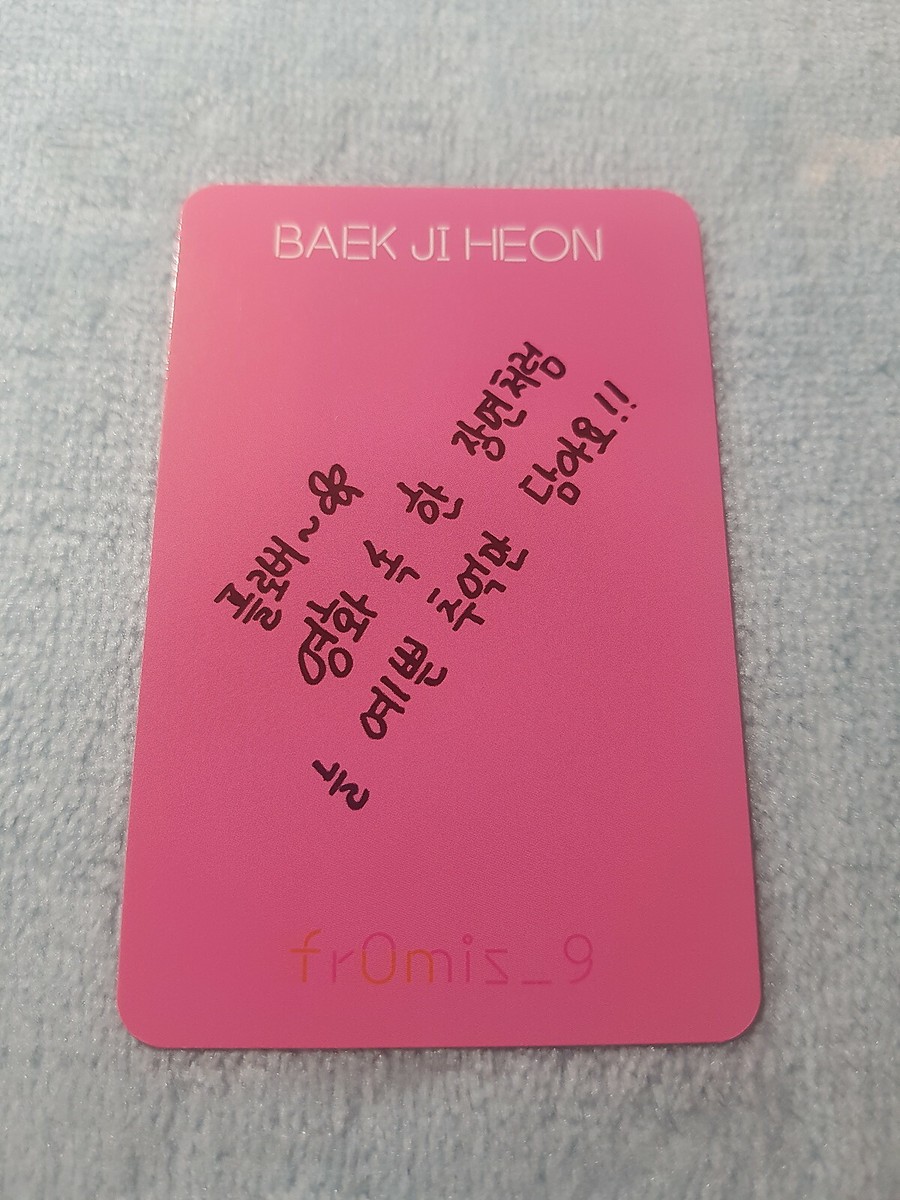 BAEK JI HEON
플로버~
영화 속 한 장면처럼
늘 예쁜 추억만 담아요!!
fr0mis_9